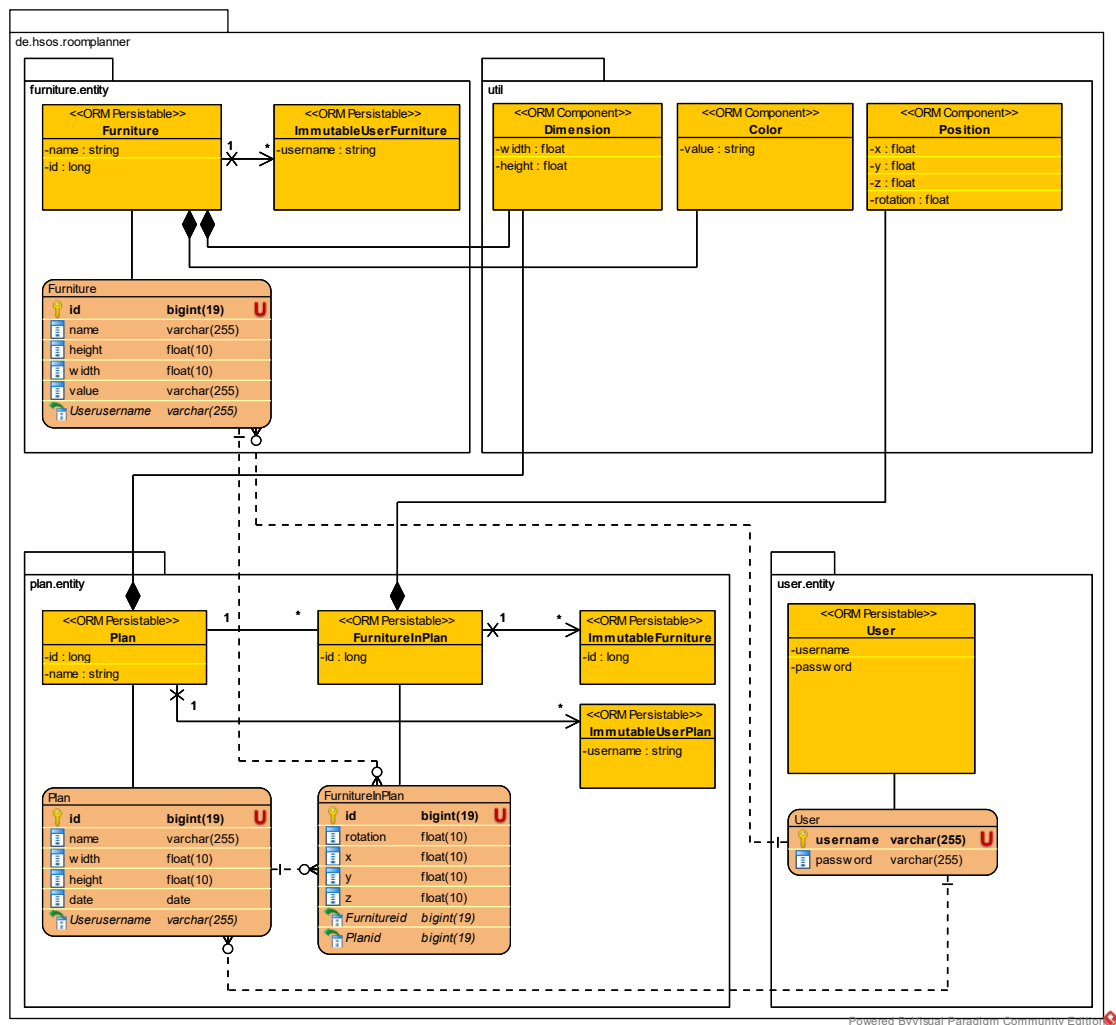 de.hsos.roomplanner
furniture.entity
<<ORM Persistable>>
Furniture
-name : string
-id : long
1
*
<<ORM Persistable>>
ImmutableUserFurniture
-username : string
util
<<ORM Component>>
Dimension
-width : float
-height : float
<<ORM Component>>
Color
-value : string
<<ORM Component>>
Position
-x : float
-y : float
-z : float
-rotation : float
Furniture
id bigint(19) U
name varchar(255)
height float(10)
width float(10)
value varchar(255)
Userusername varchar(255)
plan.entity
<<ORM Persistable>>
Plan
-id : long
-name : string
1
*
<<ORM Persistable>>
FurnitureInPlan
-id : long
1
*
<<ORM Persistable>>
ImmutableFurniture
-id : long
1
*
<<ORM Persistable>>
ImmutableUserPlan
-username : string
Plan
id bigint(19) U
name varchar(255)
width float(10)
height float(10)
date date
Userusername varchar(255)
FurnitureInPlan
id bigint(19) U
rotation float(10)
x float(10)
y float(10)
z float(10)
Furnitureid bigint(19)
Planid bigint(19)
user.entity
<<ORM Persistable>>
User
-username
-password
User
username varchar(255) U
password varchar(255)
Powered By Visual Paradigm Community Edition